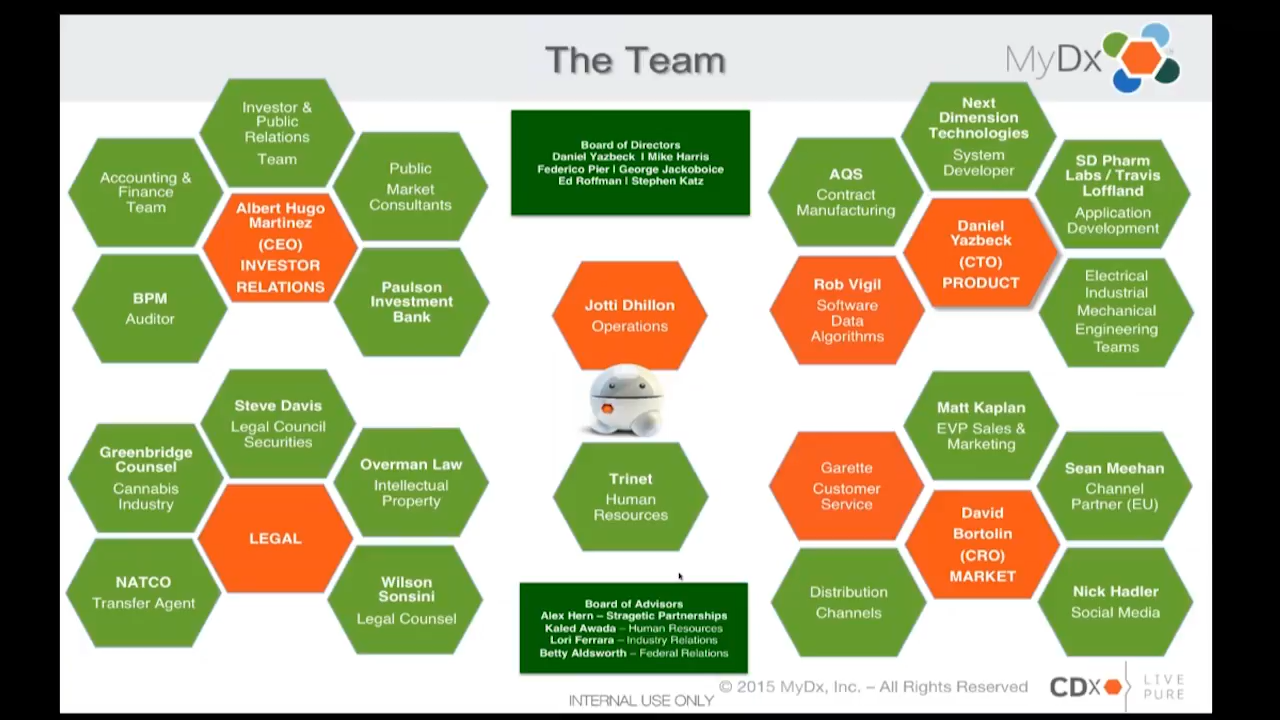 The Team
MyDx
Investor &
Public
Relations
Team
Accounting &
Finance
Team
Public
Market
Consultants
Albert Hugo
Martinez
(CEO)
INVESTOR
RELATIONS
BPM
Auditor
Paulson
Investment
Bank
Board of Directors
Daniel Yazbeck I Mike Harris
Federico Pier I George Jackoboice
Ed Roffman I Stephen Katz
Jotti Dhillon
Operations
Trinet
Human
Resources
Next
Dimension
Technologies
System
Developer
AQS
Contract
Manufacturing
SD Pharm
Labs / Travis
Loffland
Application
Development
Daniel
Yazbeck
(CTO)
PRODUCT
Rob Vigil
Software
Data
Algorithms
Electrical
Industrial
Mechanical
Engineering
Teams
Steve Davis
Legal Council
Securities
Greenbridge
Counsel
Cannabis
Industry
Overman Law
Intellectual
Property
LEGAL
NATCO
Transfer Agent
Wilson
Sonsini
Legal Counsel
Matt Kaplan
EVP Sales &
Marketing
Garette
Customer
Service
Sean Meehan
Channel
Partner (EU)
David
Bortolin
(CRO)
MARKET
Distribution
Channels
Nick Hadler
Social Media
Board of Advisors
Alex Hern – Stragetic Partnerships
Kaled Awada – Human Resources
Lori Ferrara – Industry Relations
Betty Aldsworth – Federal Relations
INTERNAL USE ONLY
© 2015 MyDx, Inc. – All Rights Reserved
CDx
LIVE
PURE